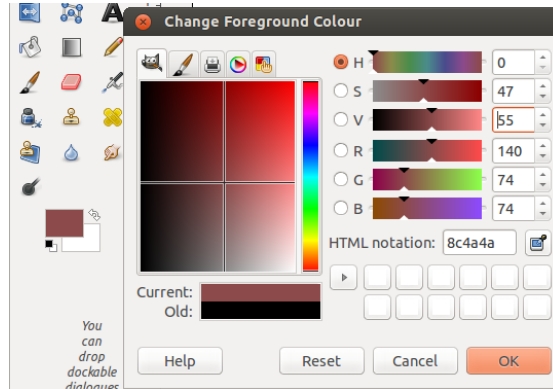 Change Foreground Colour
H 0
S 47
V 55
R 140
G 74
B 74
HTML notation: 8c4a4a
Current:
Old:
Help Reset Cancel OK
You
can
drop
dockable
dialogues